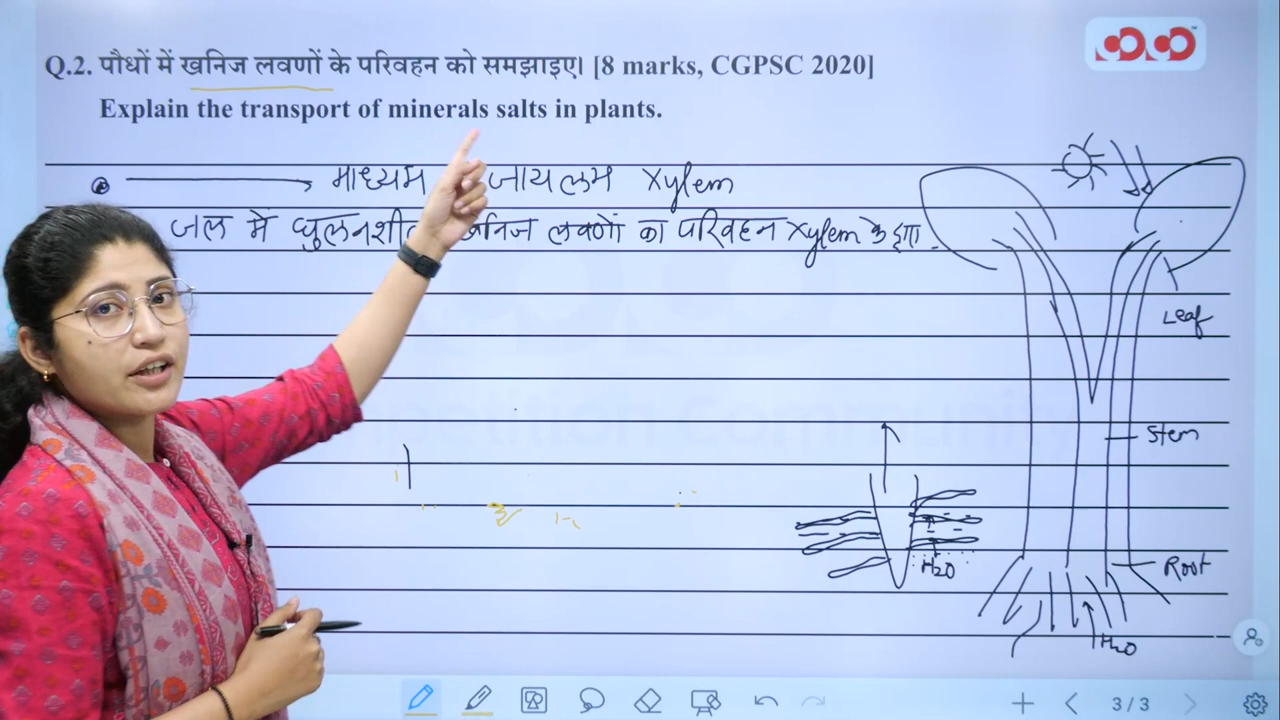 Q.2. पौधों में खनिज लवणों के परिवहन को समझाइए। [8 marks, CGPSC 2020]
Explain the transport of minerals salts in plants.
माध्यम जायलम Xylem
जल में घुलनशील खनिज लवणों का परिवहन Xylem के द्वारा
Leaf
Stem
Root
H2O
H2O
3/3